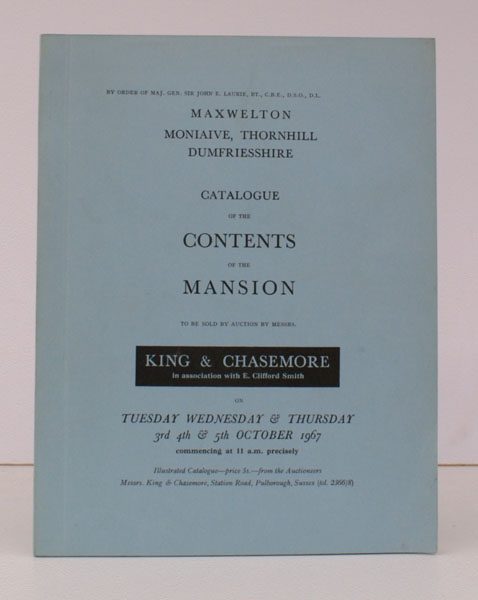 BY ORDER OF MAJ. GEN. SIR JOHN E. LAURIE, BT., C.B.E., D.S.O., D.L.
MAXWELTON
MONIAIVE, THORNHILL
DUMFRIESSHIRE
CATALOGUE
OF THE
CONTENTS
OF THE
MANSION
TO BE SOLD BY AUCTION BY MESSRS.
KING & CHASEMORE
in association with E. Clifford Smith
ON
TUESDAY WEDNESDAY & THURSDAY
3rd 4th & 5th OCTOBER 1967
commencing at 11 a.m. precisely
Illustrated Catalogue—price 5s.—from the Auctioneers
Messrs. King & Chasemore, Station Road, Pulborough, Sussex (tel. 2366/8)